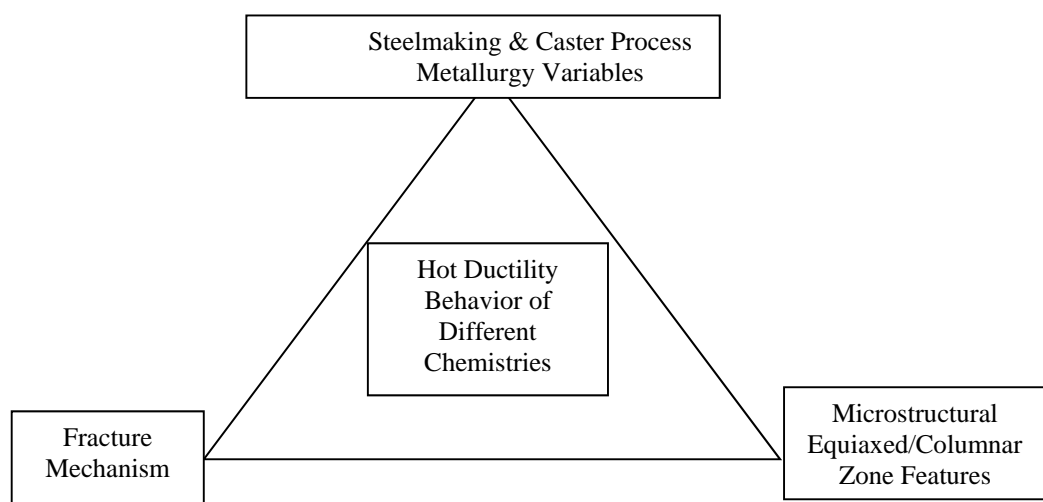 Steelmaking & Caster Process
Metallurgy Variables
Hot Ductility
Behavior of
Different
Chemistries
Fracture
Mechanism
Microstructural
Equiaxed/Columnar
Zone Features